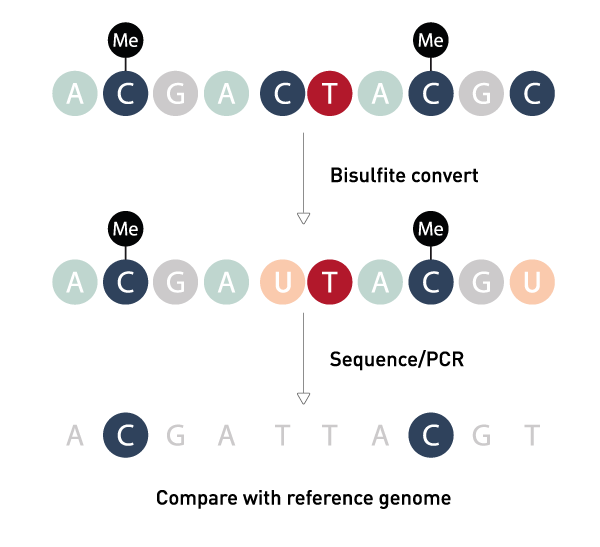 Me Me
A C G A C T A C G C
Bisulfite convert
Me Me
A C G A U T A C G U
Sequence/PCR
A C G A T T A C G T
Compare with reference genome